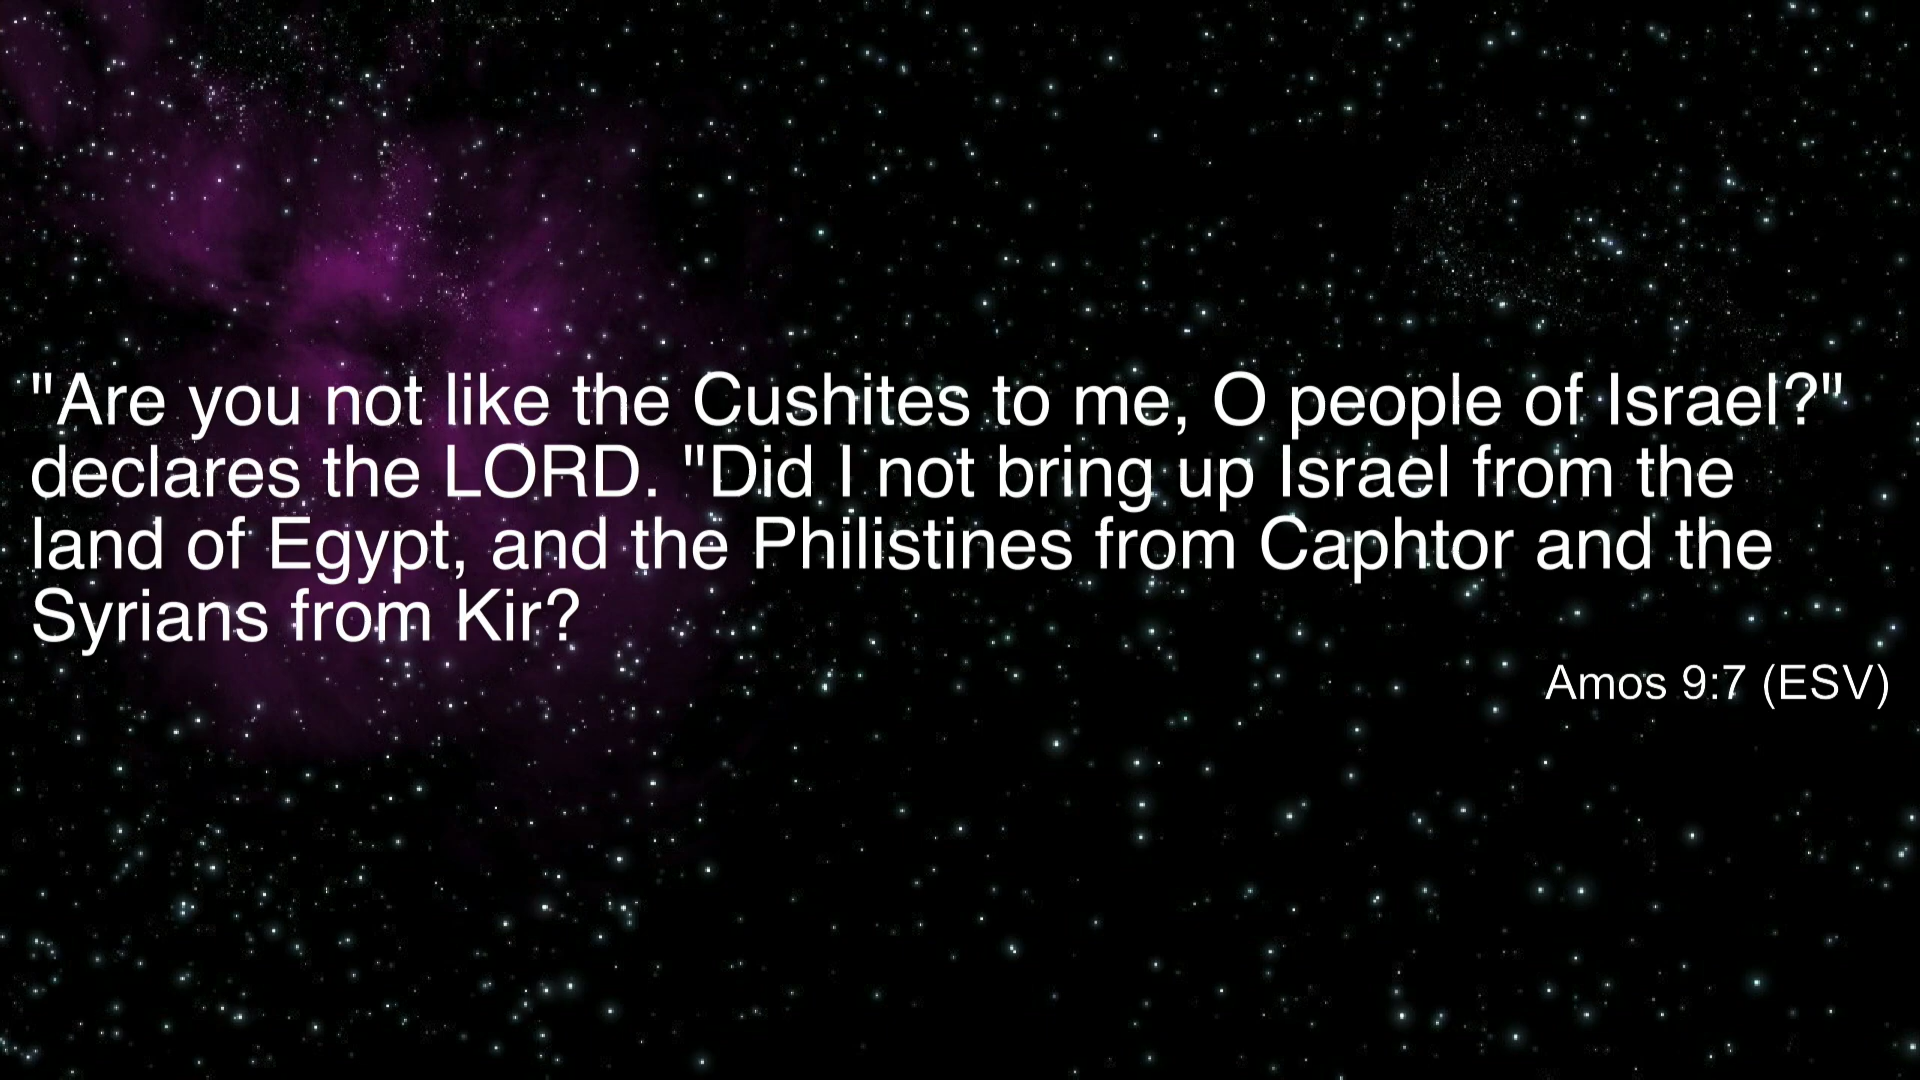 "Are you not like the Cushites to me, O people of Israel?"
declares the LORD. "Did I not bring up Israel from the
land of Egypt, and the Philistines from Caphtor and the
Syrians from Kir?
Amos 9:7 (ESV)